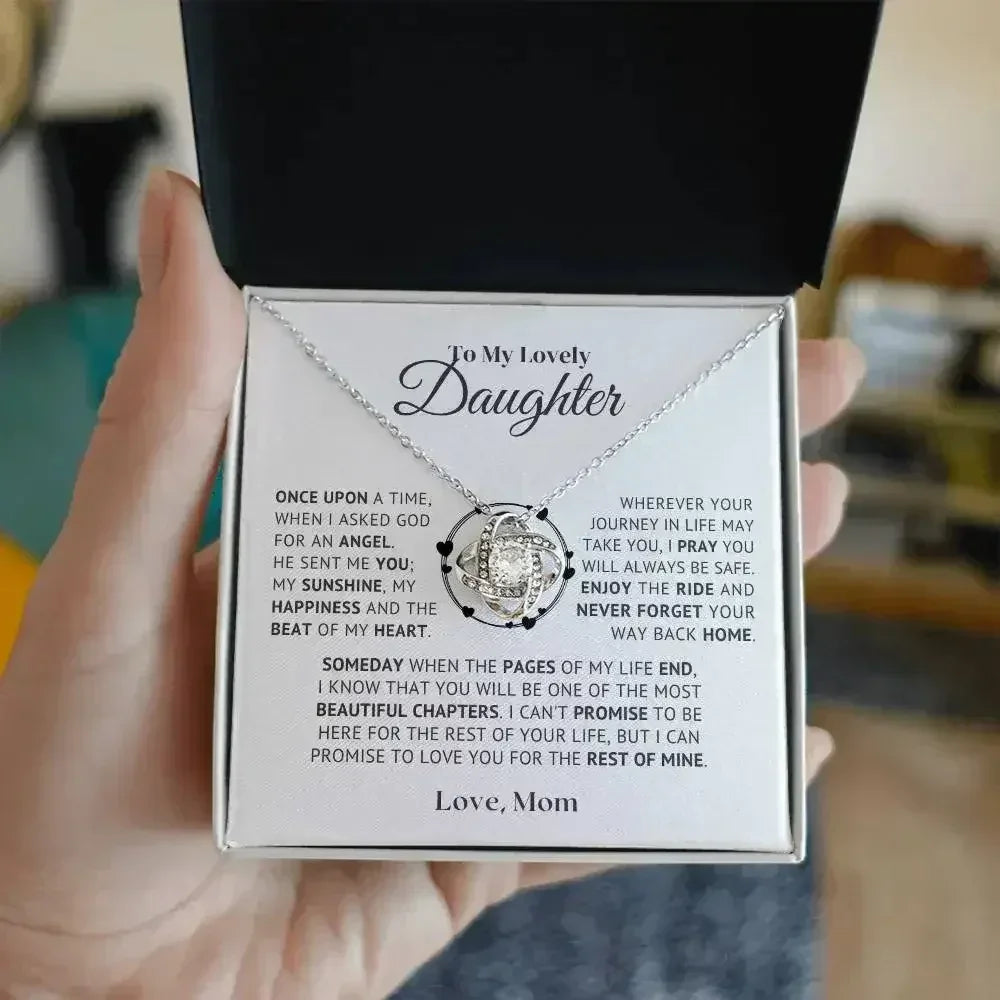 To My Lovely
Daughter
ONCE UPON A TIME,
WHEN I ASKED GOD
FOR AN ANGEL.
HE SENT ME YOU;
MY SUNSHINE, MY
HAPPINESS AND THE
BEAT OF MY HEART.
WHEREVER YOUR
JOURNEY IN LIFE MAY
TAKE YOU, I PRAY YOU
WILL ALWAYS BE SAFE.
ENJOY THE RIDE AND
NEVER FORGET YOUR
WAY BACK HOME.
SOMEDAY WHEN THE PAGES OF MY LIFE END,
I KNOW THAT YOU WILL BE ONE OF THE MOST
BEAUTIFUL CHAPTERS. I CAN'T PROMISE TO BE
HERE FOR THE REST OF YOUR LIFE, BUT I CAN
PROMISE TO LOVE YOU FOR THE REST OF MINE.
Love, Mom